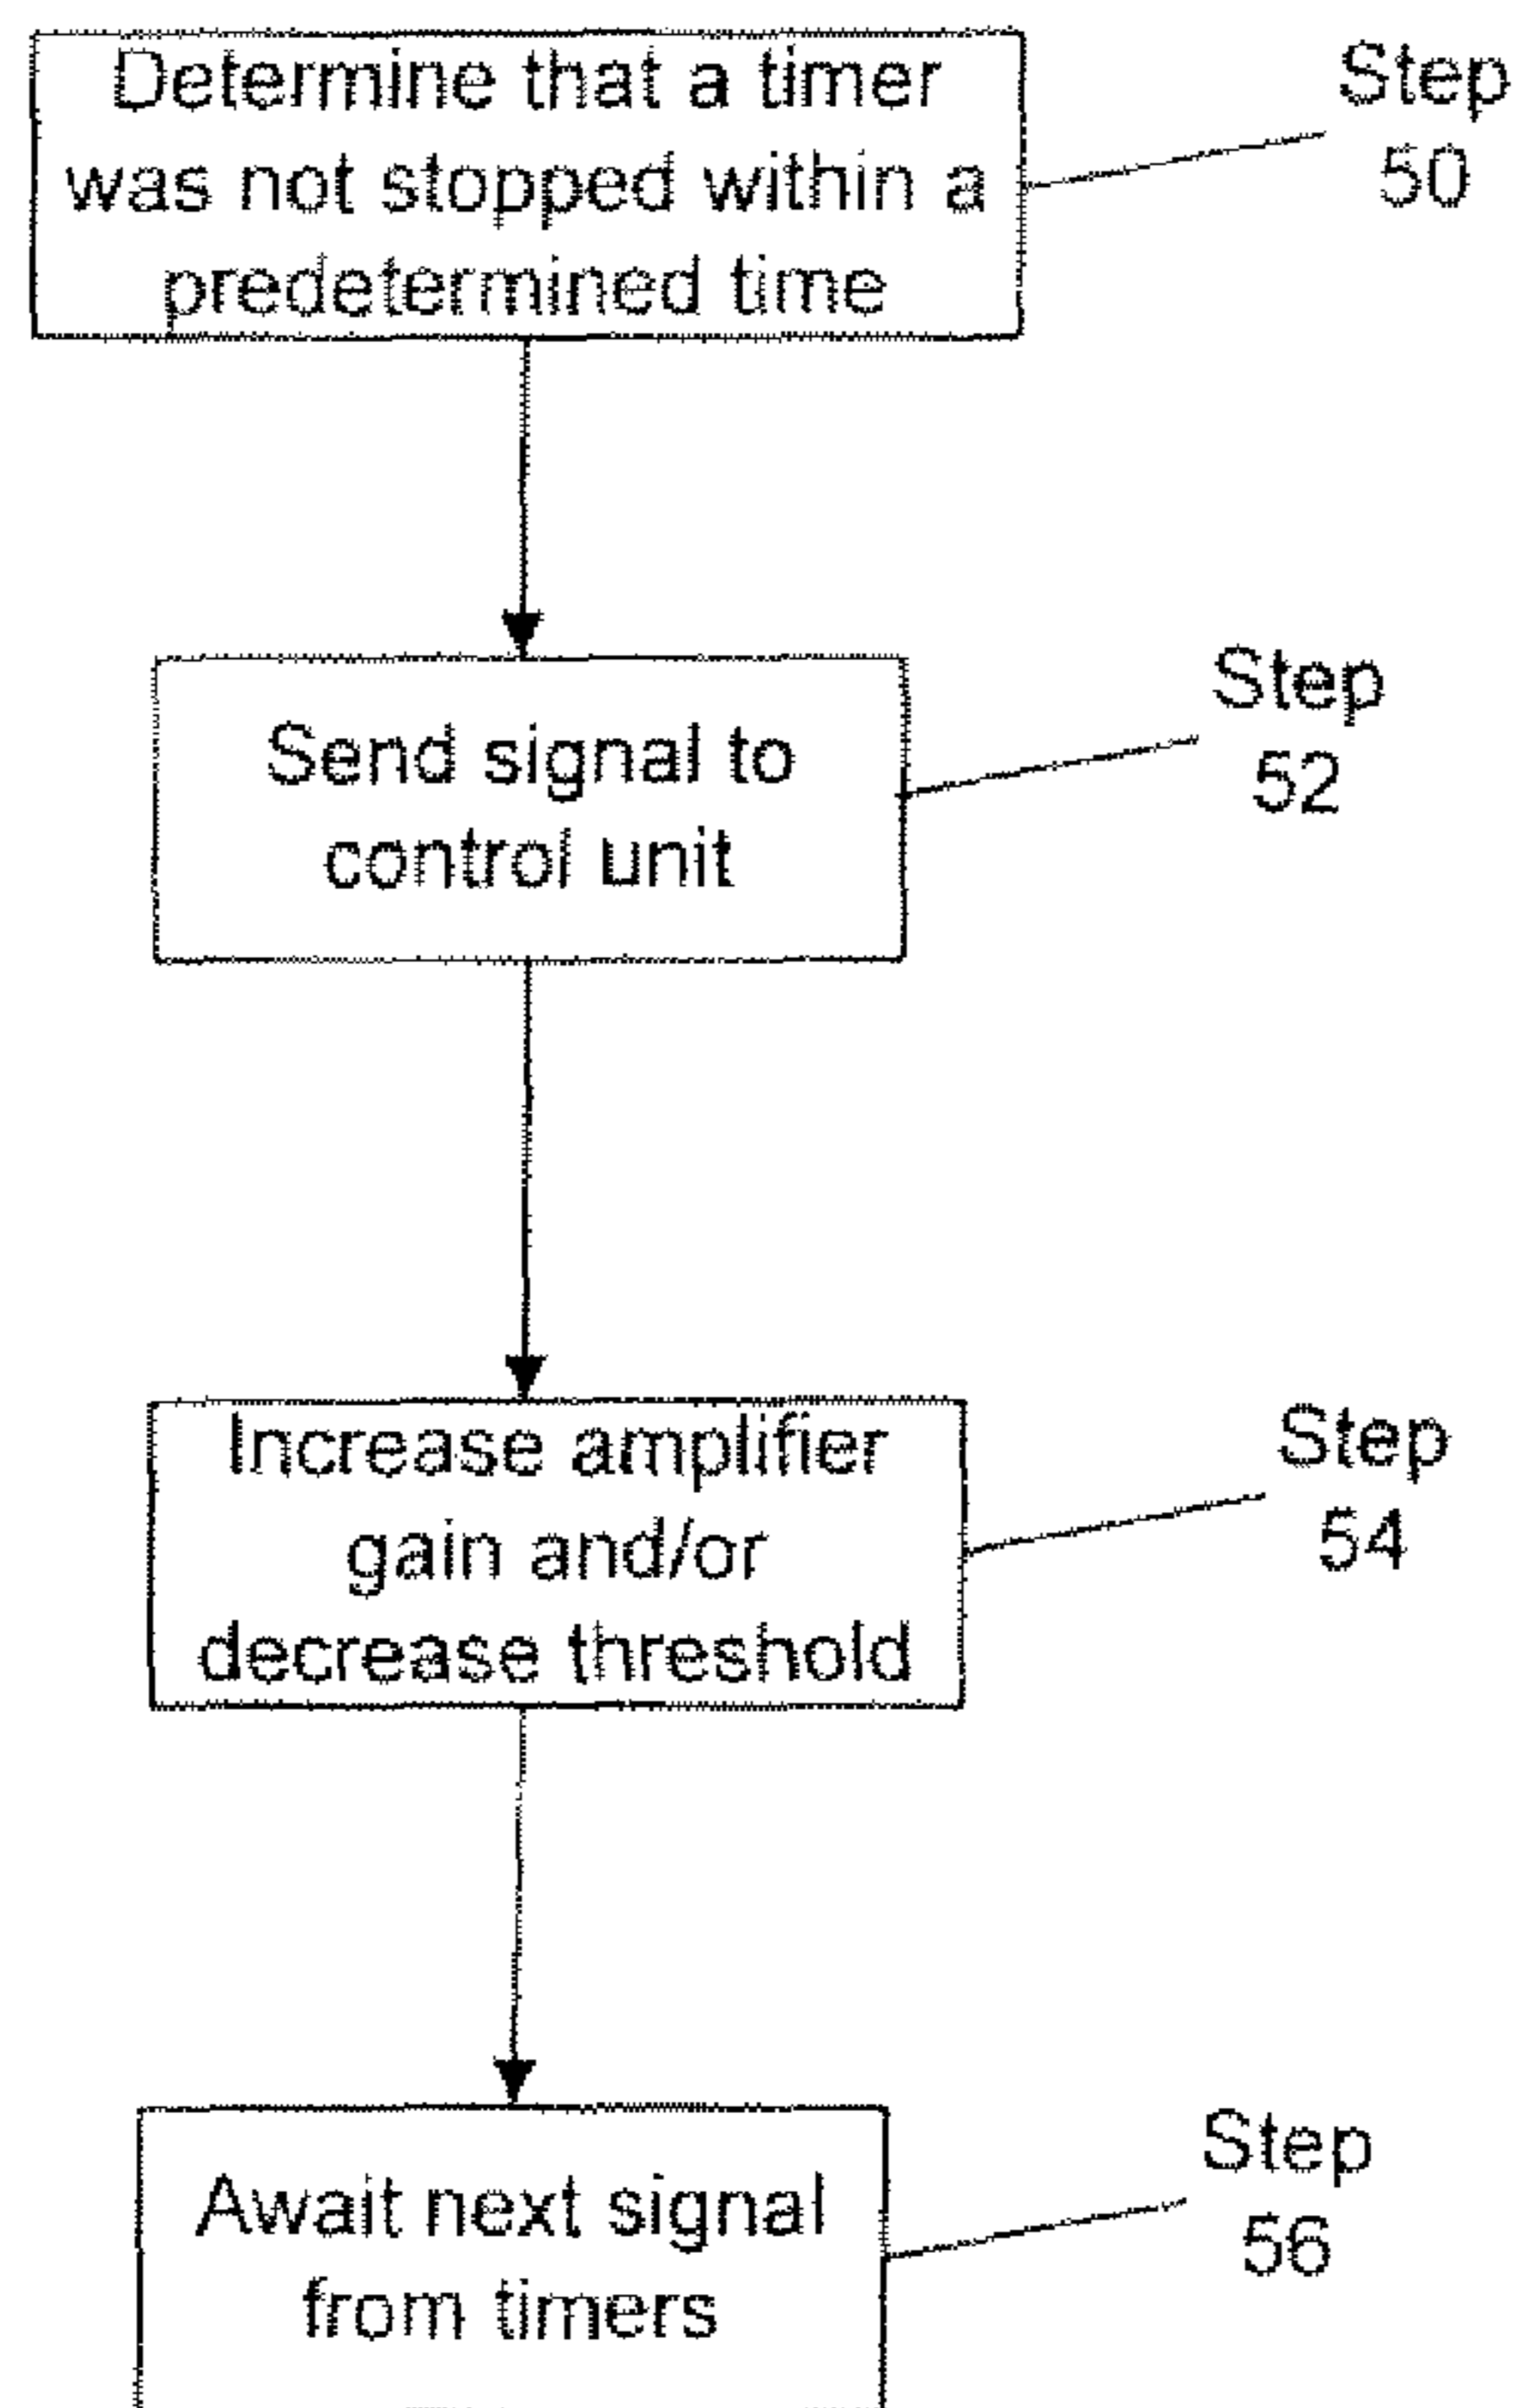 Determine that a timer
was not stopped within a
predetermined time
Step
50
Send signal to
control unit
Step
52
Increase amplifier
gain and/or
decrease threshold
Step
54
Await next signal
from timers
Step
56